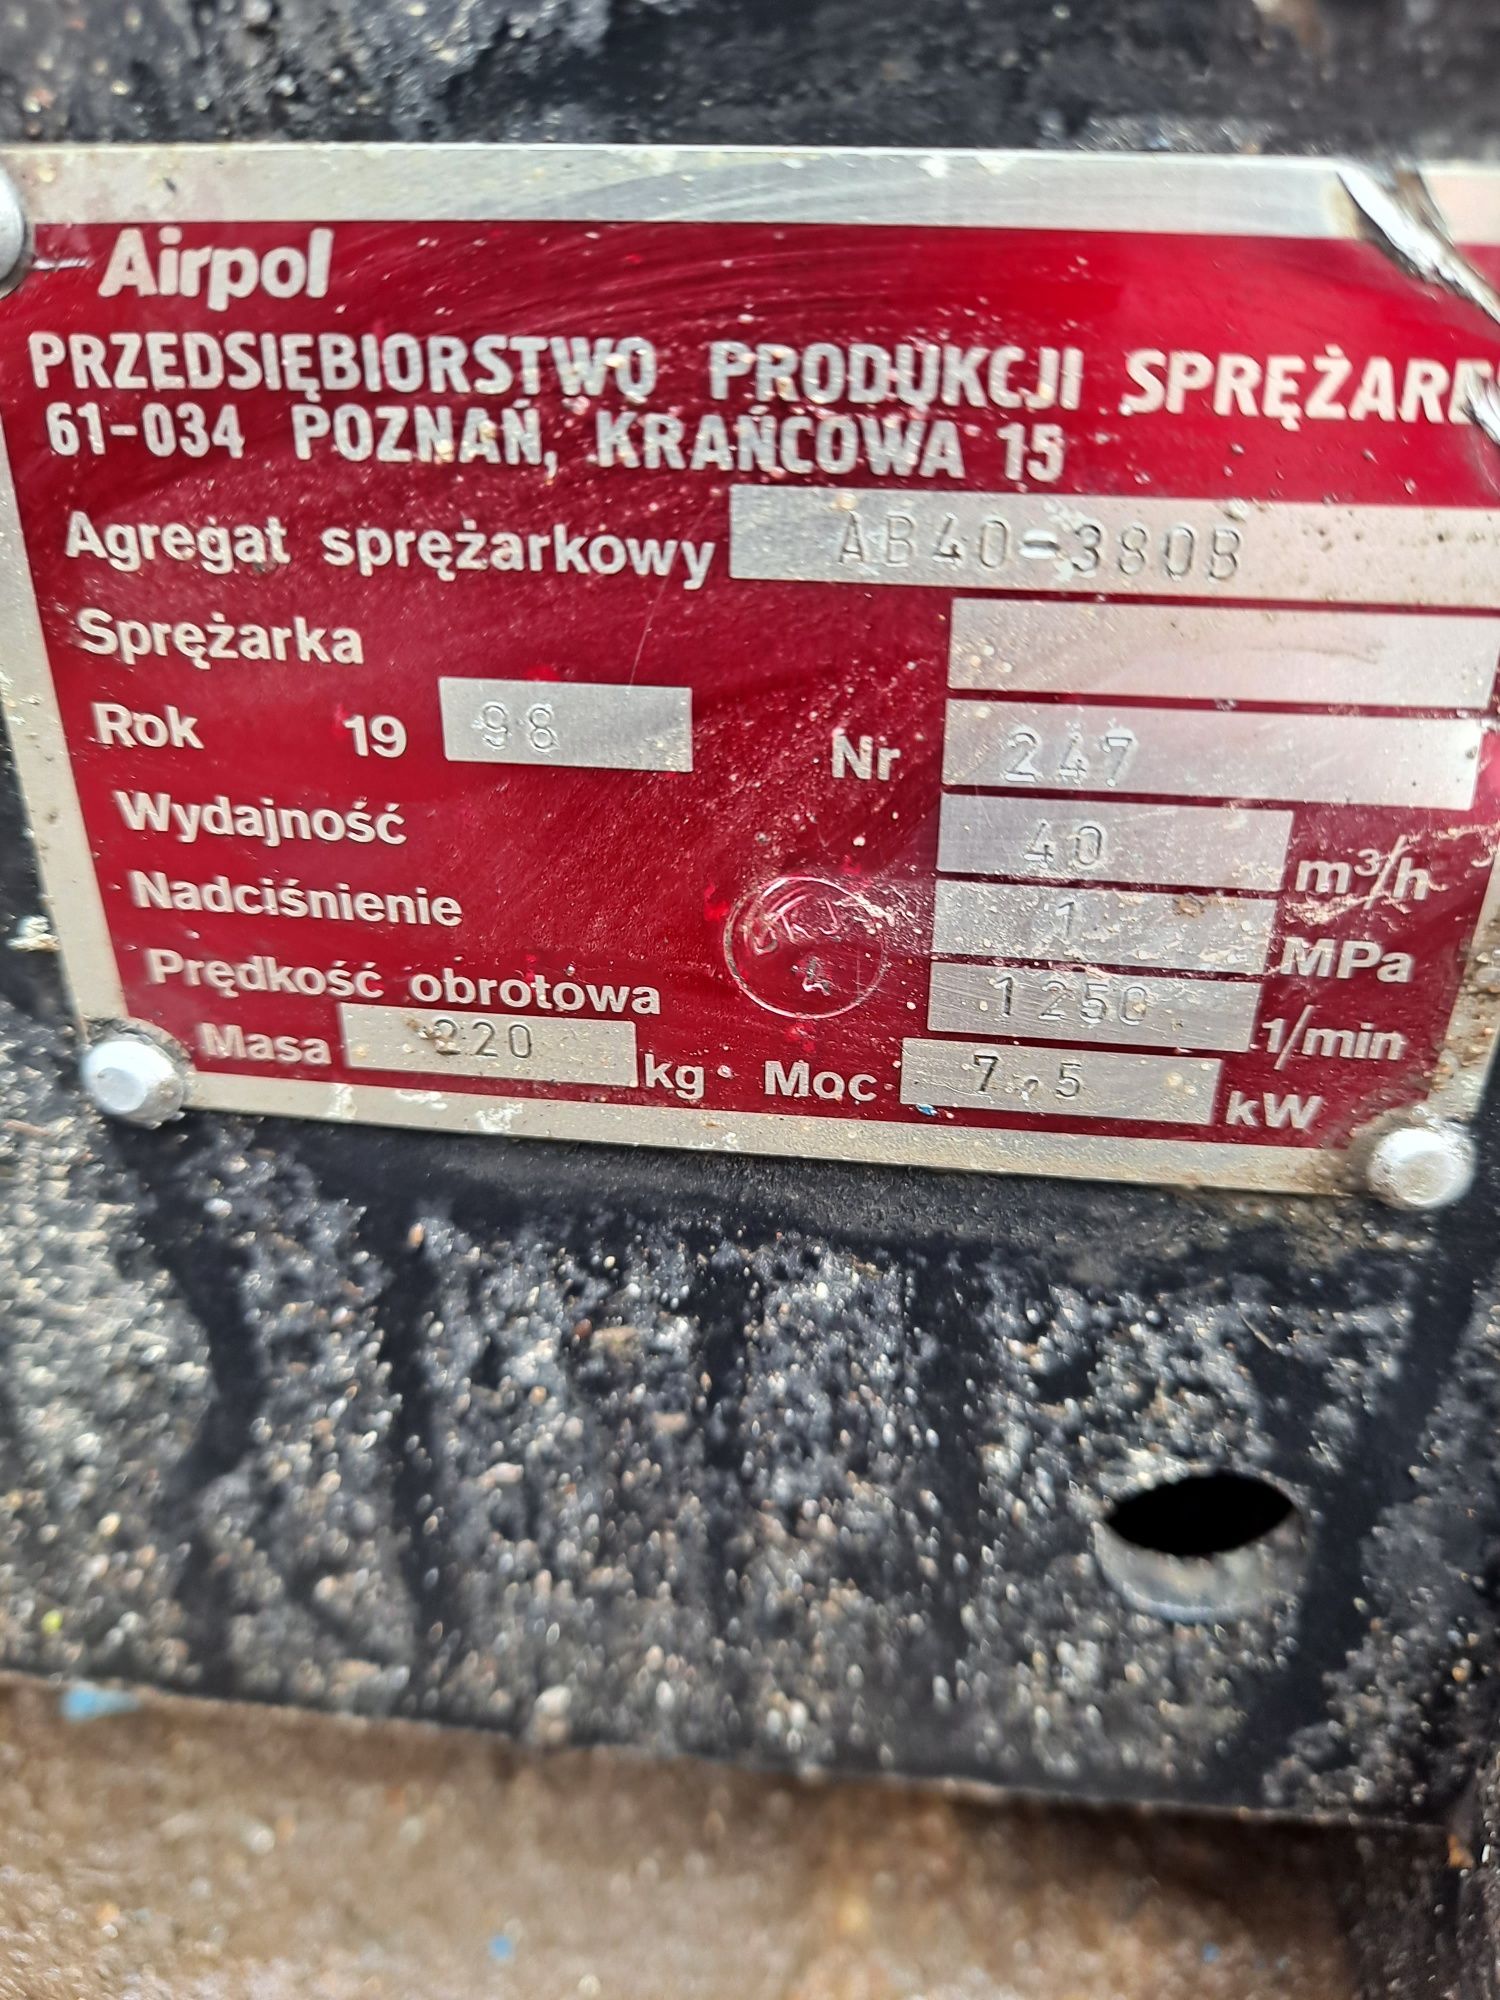 Airpol
PRZEDSIĘBIORSTWO PRODUKCJI SPRĘŻARE
61-034 POZNAŃ, KRAŃCOWA 15
Agregat sprężarkowy AB40-380B
Sprężarka
Rok 19 98 Nr 247
Wydajność 40 m³/h
Nadciśnienie 1 MPa
Prędkość obrotowa 1250 1/min
Masa 220 kg Moc 7,5 kW